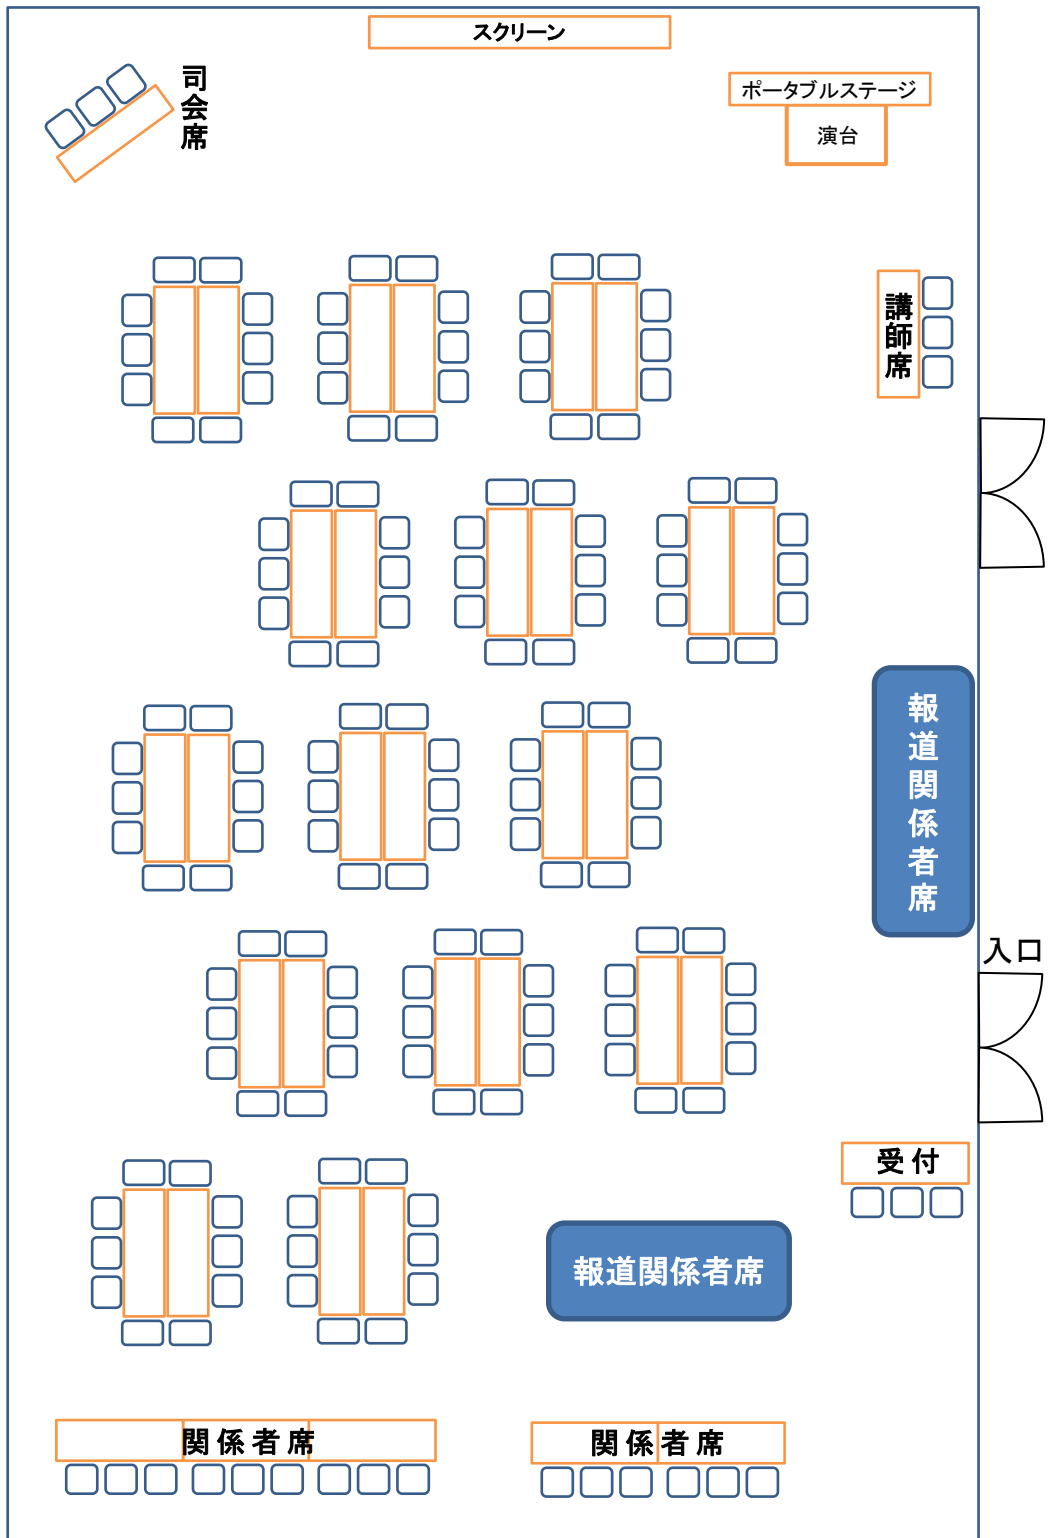 スクリーン
司会席
ポータブルステージ
演台
講師席
報道関係者席
入口
受付
報道関係者席
関係者席
関係者席